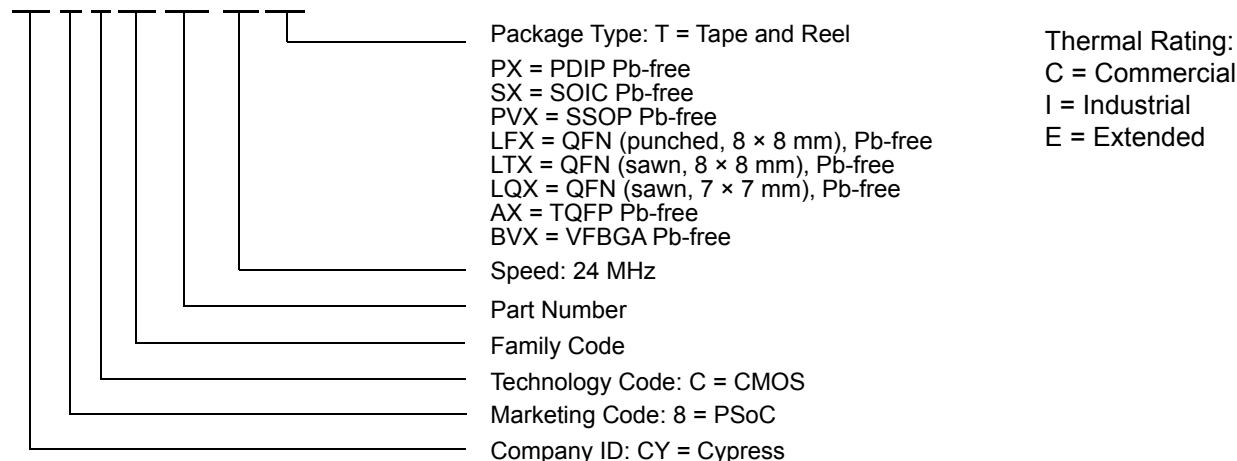 Package Type: T = Tape and Reel
PX = PDIP Pb-free
SX = SOIC Pb-free
PVX = SSOP Pb-free
LFX = QFN (punched, 8 × 8 mm), Pb-free
LTX = QFN (sawn, 8 × 8 mm), Pb-free
LQX = QFN (sawn, 7 × 7 mm), Pb-free
AX = TQFP Pb-free
BVX = VFBGA Pb-free
Speed: 24 MHz
Part Number
Family Code
Technology Code: C = CMOS
Marketing Code: 8 = PSoC
Company ID: CY = Cypress
Thermal Rating:
C = Commercial
I = Industrial
E = Extended